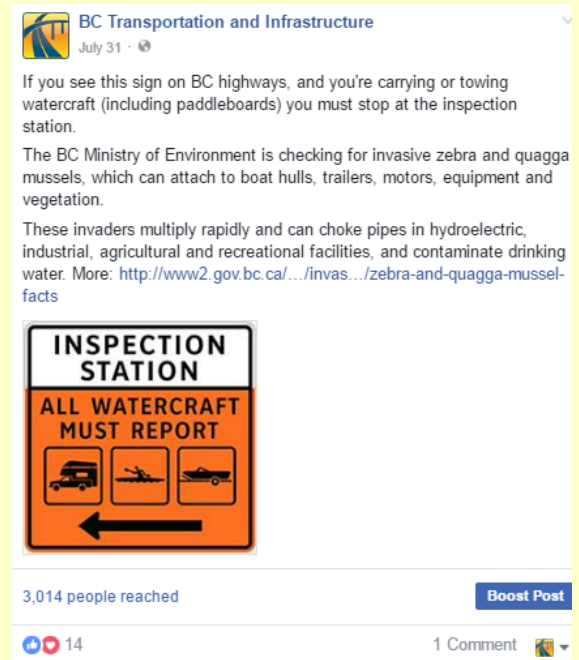 BC Transportation and Infrastructure
July 31 ·
If you see this sign on BC highways, and you're carrying or towing
watercraft (including paddleboards) you must stop at the inspection
station.
The BC Ministry of Environment is checking for invasive zebra and quagga
mussels, which can attach to boat hulls, trailers, motors, equipment and
vegetation.
These invaders multiply rapidly and can choke pipes in hydroelectric,
industrial, agricultural and recreational facilities, and contaminate drinking
water. More: http://www2.gov.bc.ca/…/invas…/zebra-and-quagga-mussel-
facts
INSPECTION
STATION
ALL WATERCRAFT
MUST REPORT
3,014 people reached
Boost Post
14
1 Comment